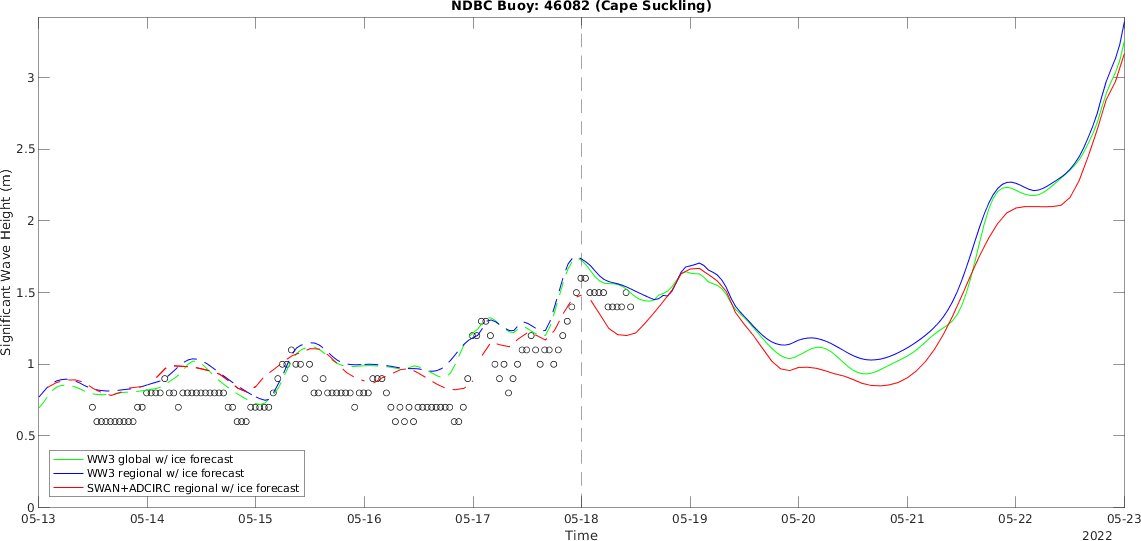 NDBC Buoy: 46082 (Cape Suckling)
Significant Wave Height (m)
3
2.5
2
1.5
1
0.5
0
WW3 global w/ ice forecast
WW3 regional w/ ice forecast
SWAN+ADCIRC regional w/ ice forecast
05-13 05-14 05-15 05-16 05-17 05-18 05-19 05-20 05-21 05-22 05-23
Time
2022